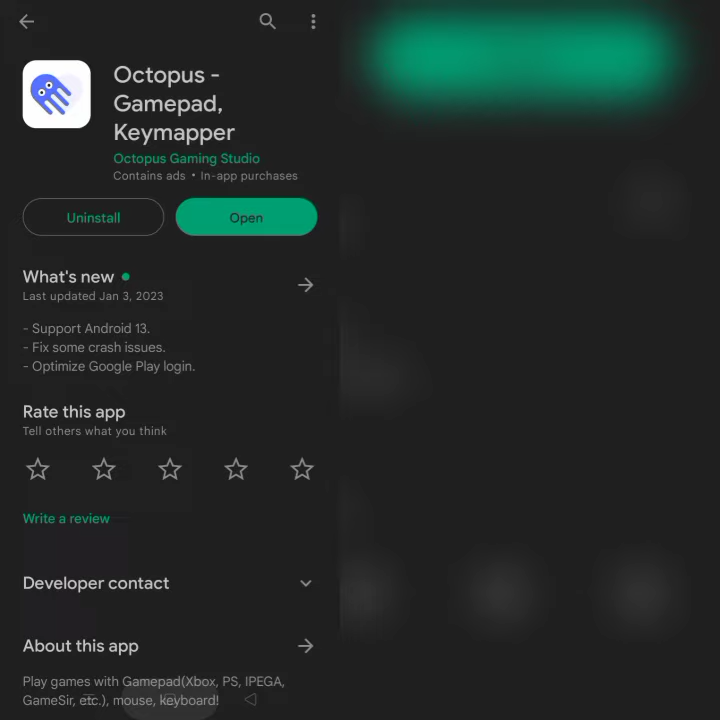 Octopus -
Gamepad,
Keymapper
Octopus Gaming Studio
Contains ads • In-app purchases
Uninstall
Open
What's new
Last updated Jan 3, 2023
- Support Android 13.
- Fix some crash issues.
- Optimize Google Play login.
Rate this app
Tell others what you think
Write a review
Developer contact
About this app
Play games with Gamepad(Xbox, PS, IPEGA,
GameSir, etc.), mouse, keyboard!